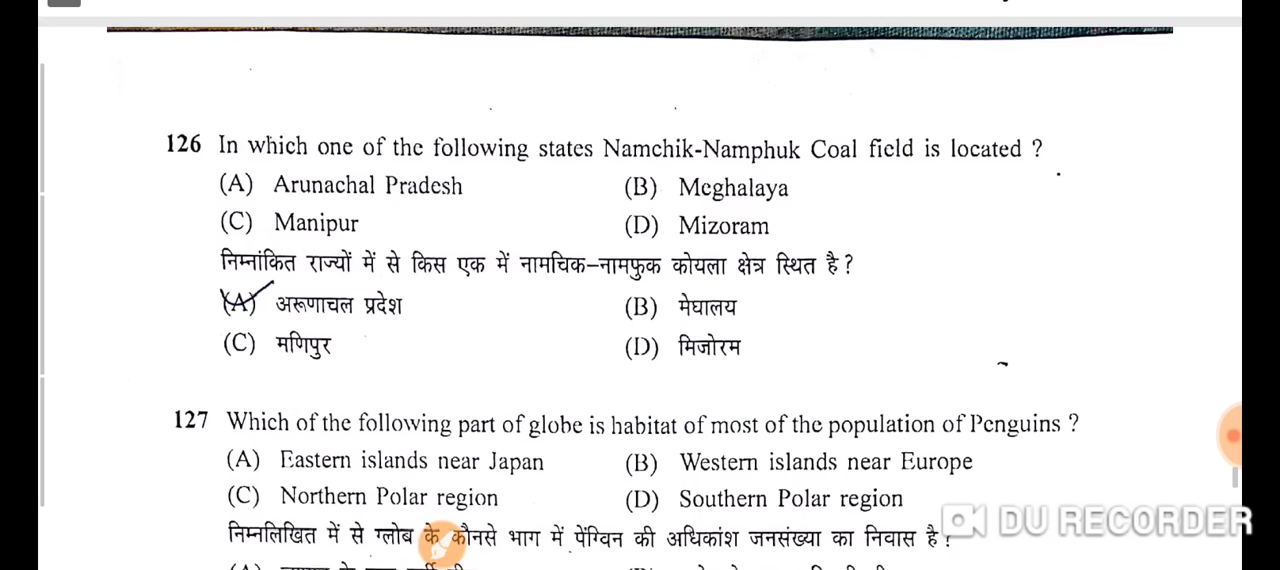 126 In which one of the following states Namchik-Namphuk Coal field is located ?
(A) Arunachal Pradesh (B) Meghalaya
(C) Manipur (D) Mizoram
निम्नांकित राज्यों में से किस एक में नामचिक–नामफुक कोयला क्षेत्र स्थित है ?
(A) अरूणाचल प्रदेश (B) मेघालय
(C) मणिपुर (D) मिजोरम
127 Which of the following part of globe is habitat of most of the population of Penguins ?
(A) Eastern islands near Japan (B) Western islands near Europe
(C) Northern Polar region (D) Southern Polar region
DU RECORDER
निम्नलिखित में से ग्लोब के कौनसे भाग में पेंग्विन की अधिकांश जनसंख्या का निवास है ?